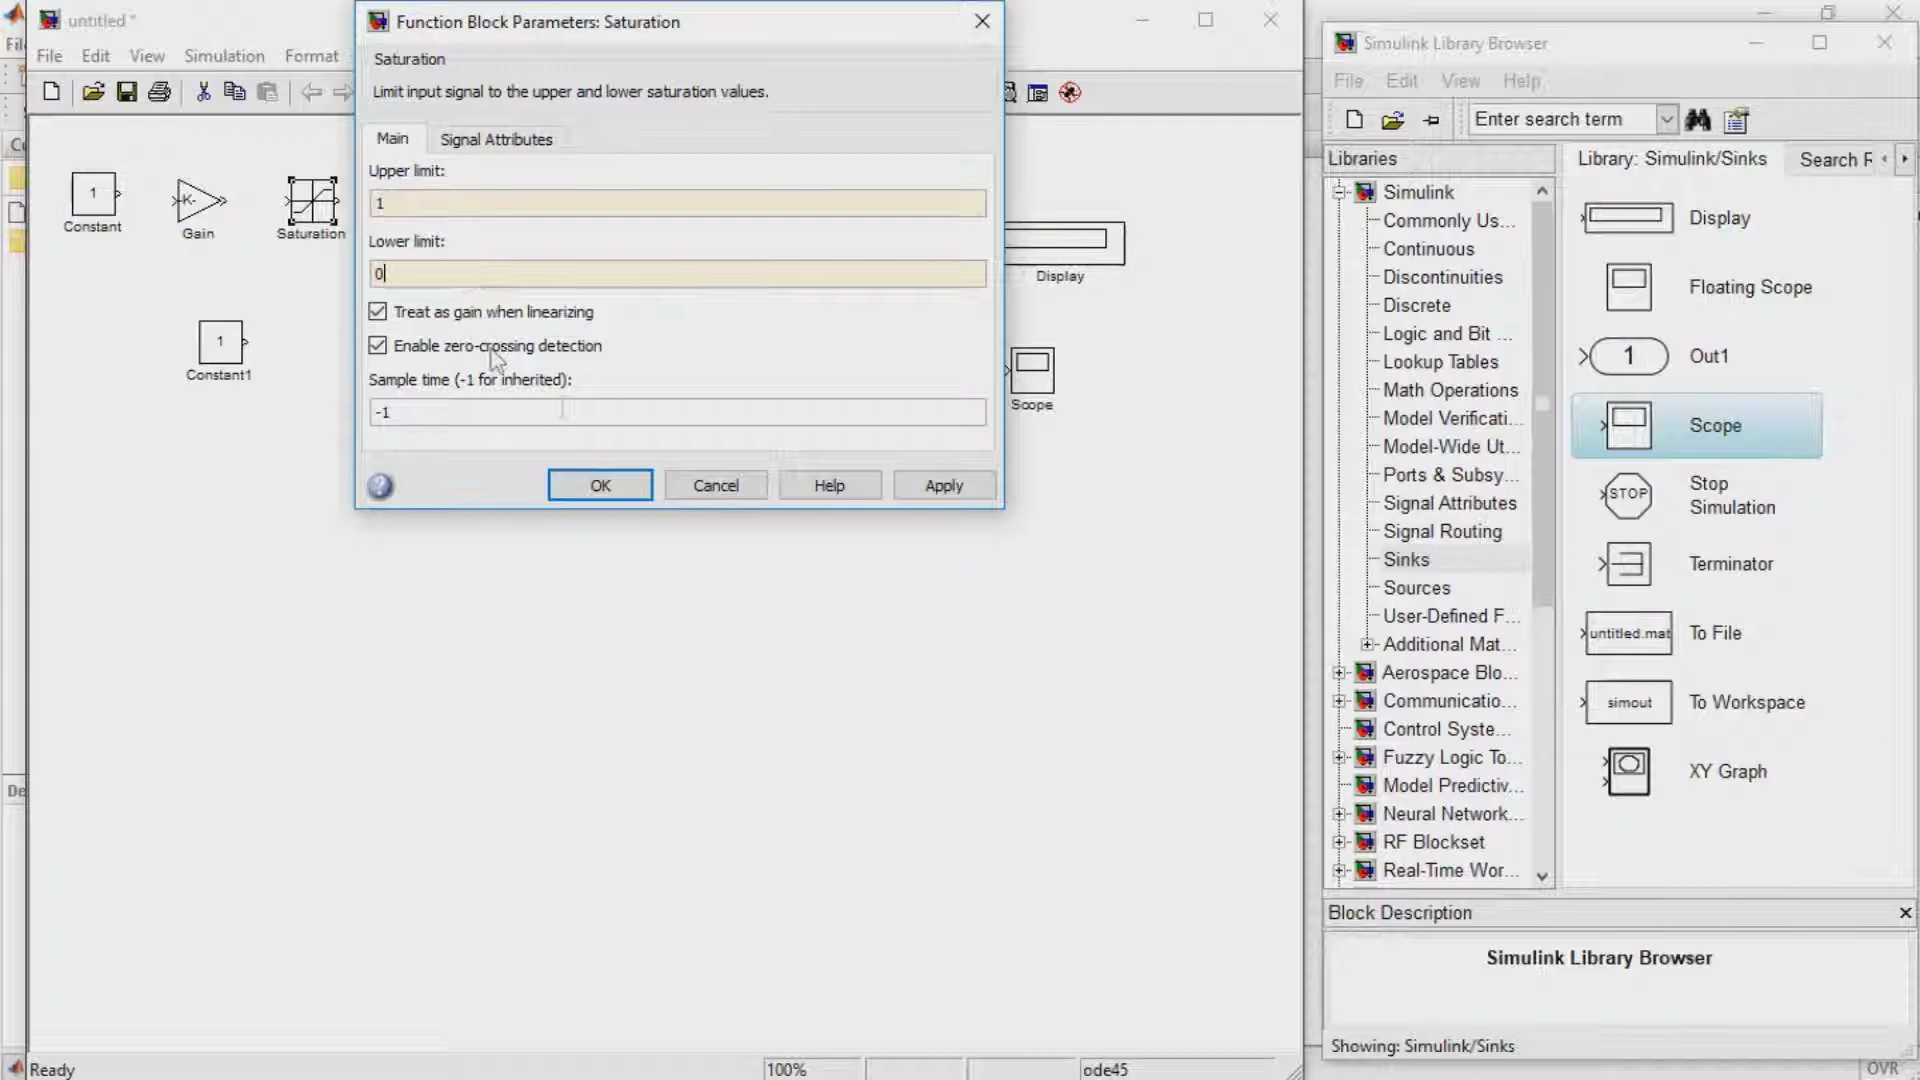 untitled *
File Edit View Simulation Format
Constant
1
Gain
-K-
Saturation
Constant1
1
Display
Scope
Ready
100%
ode45
Function Block Parameters: Saturation
Saturation
Limit input signal to the upper and lower saturation values.
Main Signal Attributes
Upper limit:
1
Lower limit:
0
Treat as gain when linearizing
Enable zero-crossing detection
Sample time (-1 for inherited):
-1
OK Cancel Help Apply
Simulink Library Browser
File Edit View Help
Enter search term
Libraries
Simulink
Commonly Us...
Continuous
Discontinuities
Discrete
Logic and Bit ...
Lookup Tables
Math Operations
Model Verificati...
Model-Wide Ut...
Ports & Subsy...
Signal Attributes
Signal Routing
Sinks
Sources
User-Defined F...
Additional Mat...
Aerospace Blo...
Communicatio...
Control Syste...
Fuzzy Logic To...
Model Predictiv...
Neural Network...
RF Blockset
Real-Time Wor...
Library: Simulink/Sinks Search R
Display
Floating Scope
1
Out1
Scope
STOP
Stop
Simulation
Terminator
untitled.mat
To File
simout
To Workspace
XY Graph
Block Description
Simulink Library Browser
Showing: Simulink/Sinks
OVR